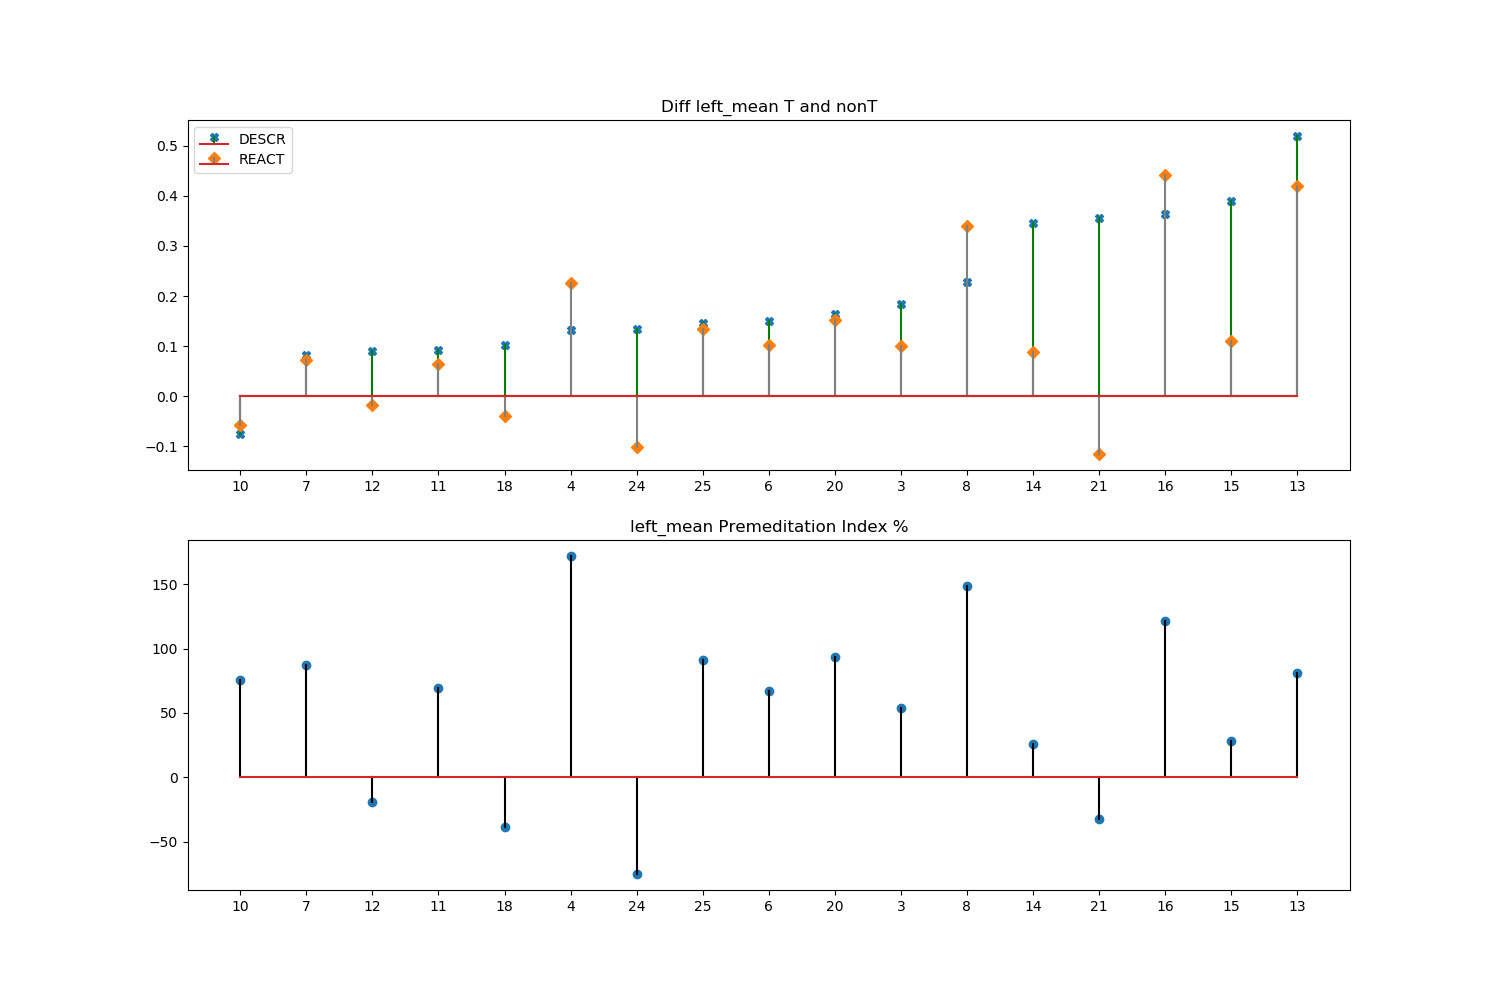 Diff left_mean T and nonT
DESCR
REACT
0.5
0.4
0.3
0.2
0.1
0.0
−0.1
10 7 12 11 18 4 24 25 6 20 3 8 14 21 16 15 13
left_mean Premeditation Index %
150
100
50
0
−50
10 7 12 11 18 4 24 25 6 20 3 8 14 21 16 15 13